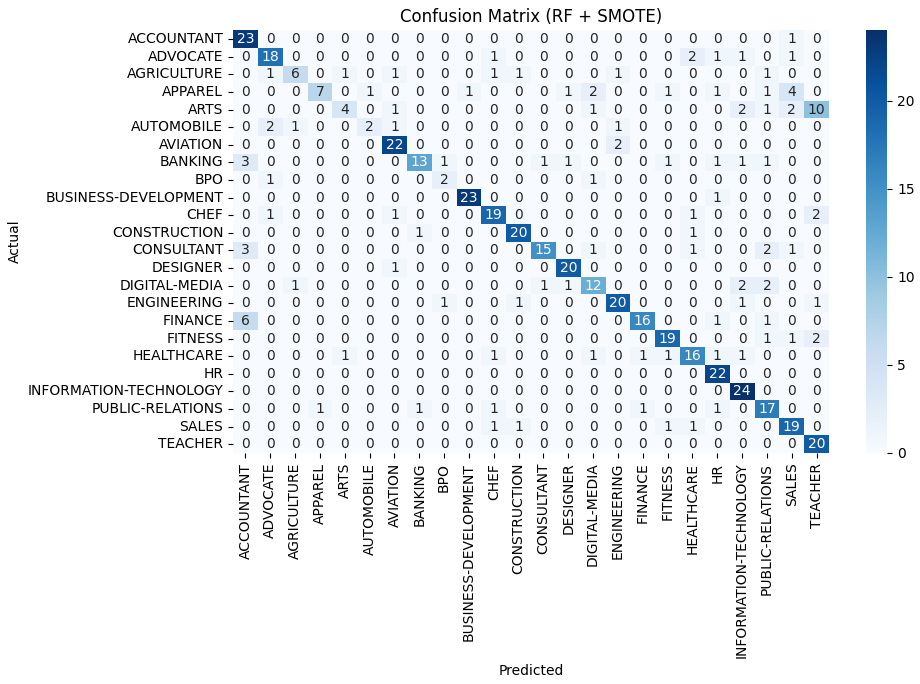 Confusion Matrix (RF + SMOTE)
ACCOUNTANT 23 0 0 0 0 0 0 0 0 0 0 0 0 0 0 0 0 0 0 0 0 0 1 0
ADVOCATE 0 18 0 0 0 0 0 0 0 0 1 0 0 0 0 0 0 0 2 1 1 0 1 0
AGRICULTURE 0 1 6 0 1 0 1 0 0 0 1 1 0 0 0 1 0 0 0 0 0 1 0 0
APPAREL 0 0 0 7 0 1 0 0 0 1 0 0 0 1 2 0 0 1 0 1 0 1 4 0
ARTS 0 0 0 0 4 0 1 0 0 0 0 0 0 0 1 0 0 0 0 0 2 1 2 10
AUTOMOBILE 0 2 1 0 0 2 1 0 0 0 0 0 0 0 0 1 0 0 0 0 0 0 0 0
AVIATION 0 0 0 0 0 0 22 0 0 0 0 0 0 0 0 2 0 0 0 0 0 0 0 0
BANKING 3 0 0 0 0 0 0 13 1 0 0 0 1 1 0 0 0 1 0 1 1 1 0 0
BPO 0 1 0 0 0 0 0 0 2 0 0 0 0 0 1 0 0 0 0 0 0 0 0 0
BUSINESS-DEVELOPMENT 0 0 0 0 0 0 0 0 0 23 0 0 0 0 0 0 0 0 0 1 0 0 0 0
CHEF 0 1 0 0 0 0 1 0 0 0 19 0 0 0 0 0 0 0 1 0 0 0 0 2
CONSTRUCTION 0 0 0 0 0 0 0 1 0 0 0 20 0 0 0 0 0 0 1 0 0 0 0 0
CONSULTANT 3 0 0 0 0 0 0 0 0 0 0 0 15 0 1 0 0 0 1 0 0 2 1 0
DESIGNER 0 0 0 0 0 0 1 0 0 0 0 0 0 20 0 0 0 0 0 0 0 0 0 0
DIGITAL-MEDIA 0 0 1 0 0 0 0 0 0 0 0 0 1 1 12 0 0 0 0 0 2 2 0 0
ENGINEERING 0 0 0 0 0 0 0 0 1 0 0 1 0 0 0 20 0 0 0 0 1 0 0 1
FINANCE 6 0 0 0 0 0 0 0 0 0 0 0 0 0 0 0 16 0 0 1 0 1 0 0
FITNESS 0 0 0 0 0 0 0 0 0 0 0 0 0 0 0 0 0 19 0 0 0 1 1 2
HEALTHCARE 0 0 0 0 1 0 0 0 0 0 1 0 0 0 1 0 1 1 16 1 1 0 0 0
HR 0 0 0 0 0 0 0 0 0 0 0 0 0 0 0 0 0 0 0 22 0 0 0 0
INFORMATION-TECHNOLOGY 0 0 0 0 0 0 0 0 0 0 0 0 0 0 0 0 0 0 0 0 24 0 0 0
PUBLIC-RELATIONS 0 0 0 1 0 0 0 1 0 0 1 0 0 0 0 0 1 0 0 1 0 17 0 0
SALES 0 0 0 0 0 0 0 0 0 0 1 1 0 0 0 0 0 1 1 0 0 0 19 0
TEACHER 0 0 0 0 0 0 0 0 0 0 0 0 0 0 0 0 0 0 0 0 0 0 0 20
Actual
ACCOUNTANT
ADVOCATE
AGRICULTURE
APPAREL
ARTS
AUTOMOBILE
AVIATION
BANKING
BPO
BUSINESS-DEVELOPMENT
CHEF
CONSTRUCTION
CONSULTANT
DESIGNER
DIGITAL-MEDIA
ENGINEERING
FINANCE
FITNESS
HEALTHCARE
HR
INFORMATION-TECHNOLOGY
PUBLIC-RELATIONS
SALES
TEACHER
Predicted
20
15
10
5
0